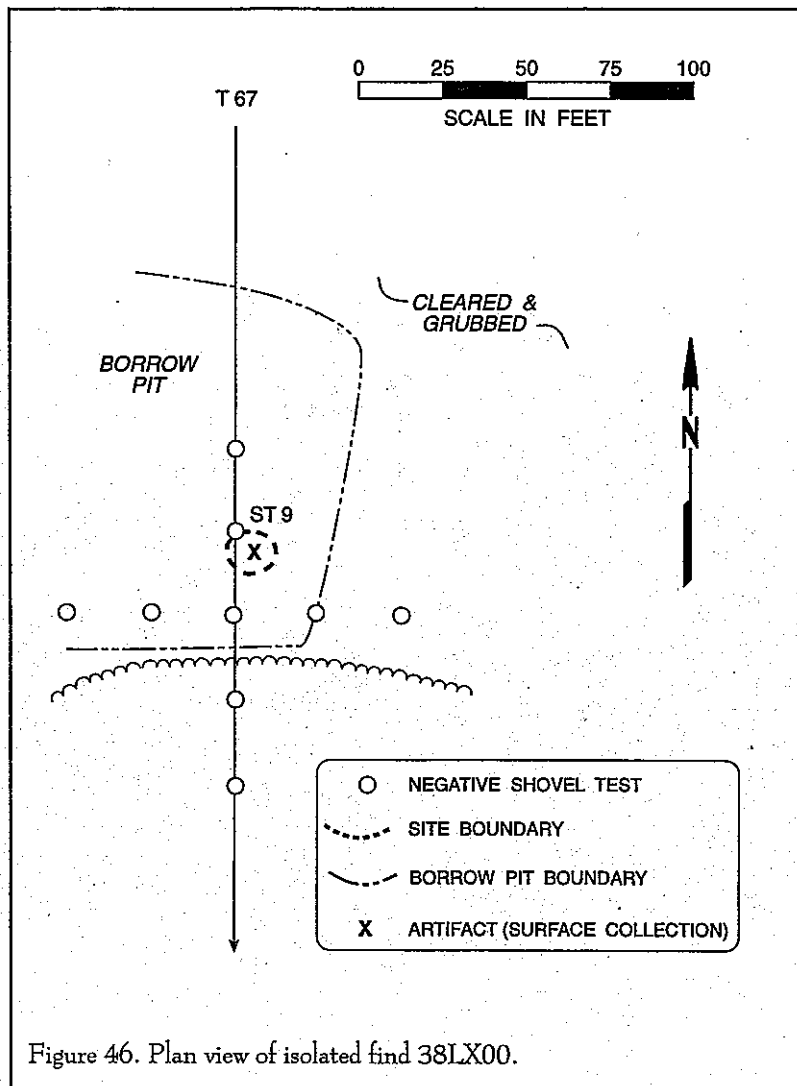 0 25 50 75 100
SCALE IN FEET
T 67
CLEARED &
GRUBBED
BORROW
PIT
N
ST 9
X
NEGATIVE SHOVEL TEST
SITE BOUNDARY
BORROW PIT BOUNDARY
X ARTIFACT (SURFACE COLLECTION)
Figure 46. Plan view of isolated find 38LX00.